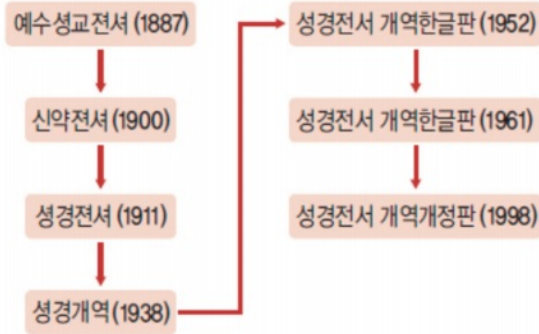 예수셩교젼셔 (1887)
신약젼셔 (1900)
셩경젼셔 (1911)
셩경개역 (1938)
성경전서 개역한글판 (1952)
성경전서 개역한글판 (1961)
성경전서 개역개정판 (1998)